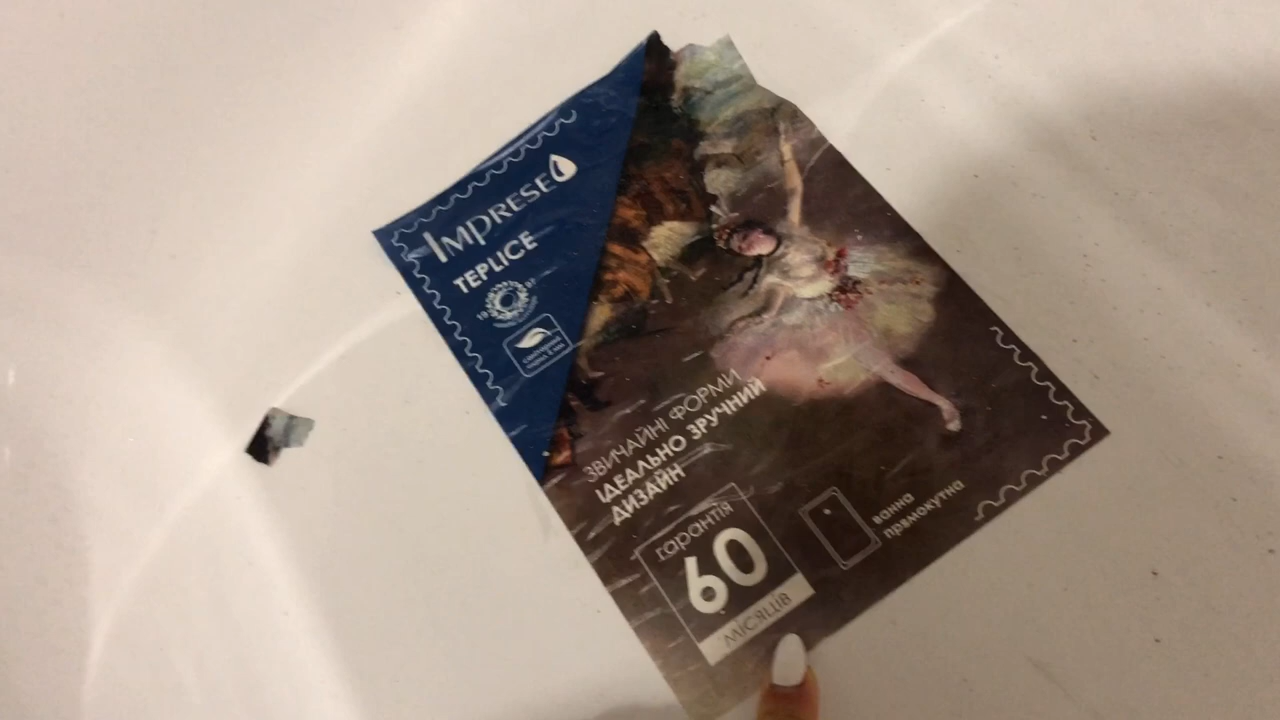 IMPRESE
TEPLICE
ЗВИЧАЙНІ ФОРМИ
ІДЕАЛЬНО ЗРУЧНИЙ
ДИЗАЙН
гарантія
60
МІСЯЦІВ
ванна
прямокутна